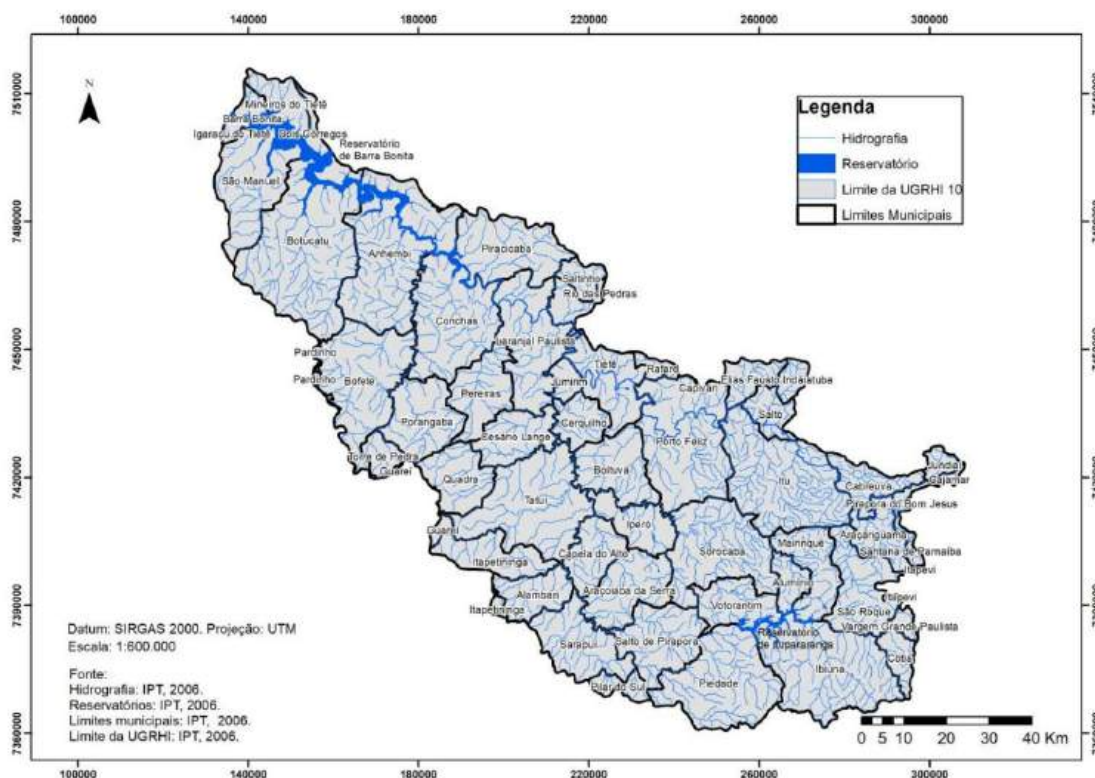 100000 140000 180000 220000 260000 300000
7510000
7480000
7450000
7420000
7390000
7360000
N
Legenda
Hidrografia
Reservatório
Limite da UGRHI 10
Limites Municipais
Mineiros do Tietê
Barra Bonita
Igaraçu do Tietê
Dois Córregos
Reservatório
de Barra Bonita
São Manuel
Botucatu
Anhembi
Piracicaba
Saltinho
Rio das Pedras
Conchas
Laranjal Paulista
Pardinho
Pardinho
Bofete
Tietê
Rafard
Capivari
Elias Fausto
Indaiatuba
Jumirim
Pereiras
Salto
Porangaba
Cerquilho
Cesário Lange
Porto Feliz
Torre de Pedra
Guareí
Quadra
Boituva
Itu
Jundiaí
Cajamar
Cabreúva
Pirapora do Bom Jesus
Tatuí
Iperó
Guareí
Araçariguama
Sorocaba
Mairinque
Santana de Parnaíba
Itapetininga
Capela do Alto
Itapevi
Alumínio
Alambari
Araçoiaba da Serra
Itapevi
Itapetininga
Votorantim
São Roque
Vargem Grande Paulista
Reservatório
de Itupararanga
Sarapuí
Salto de Pirapora
Ibiúna
Cotia
Pilar do Sul
Piedade
Datum: SIRGAS 2000. Projeção: UTM
Escala: 1:600.000
Fonte:
Hidrografia: IPT, 2006.
Reservatórios: IPT, 2006.
Limites municipais: IPT, 2006.
Limite da UGRHI: IPT, 2006.
0 5 10 20 30 40 Km
7510000
7480000
7450000
7420000
7390000
7360000
100000 140000 180000 220000 260000 300000